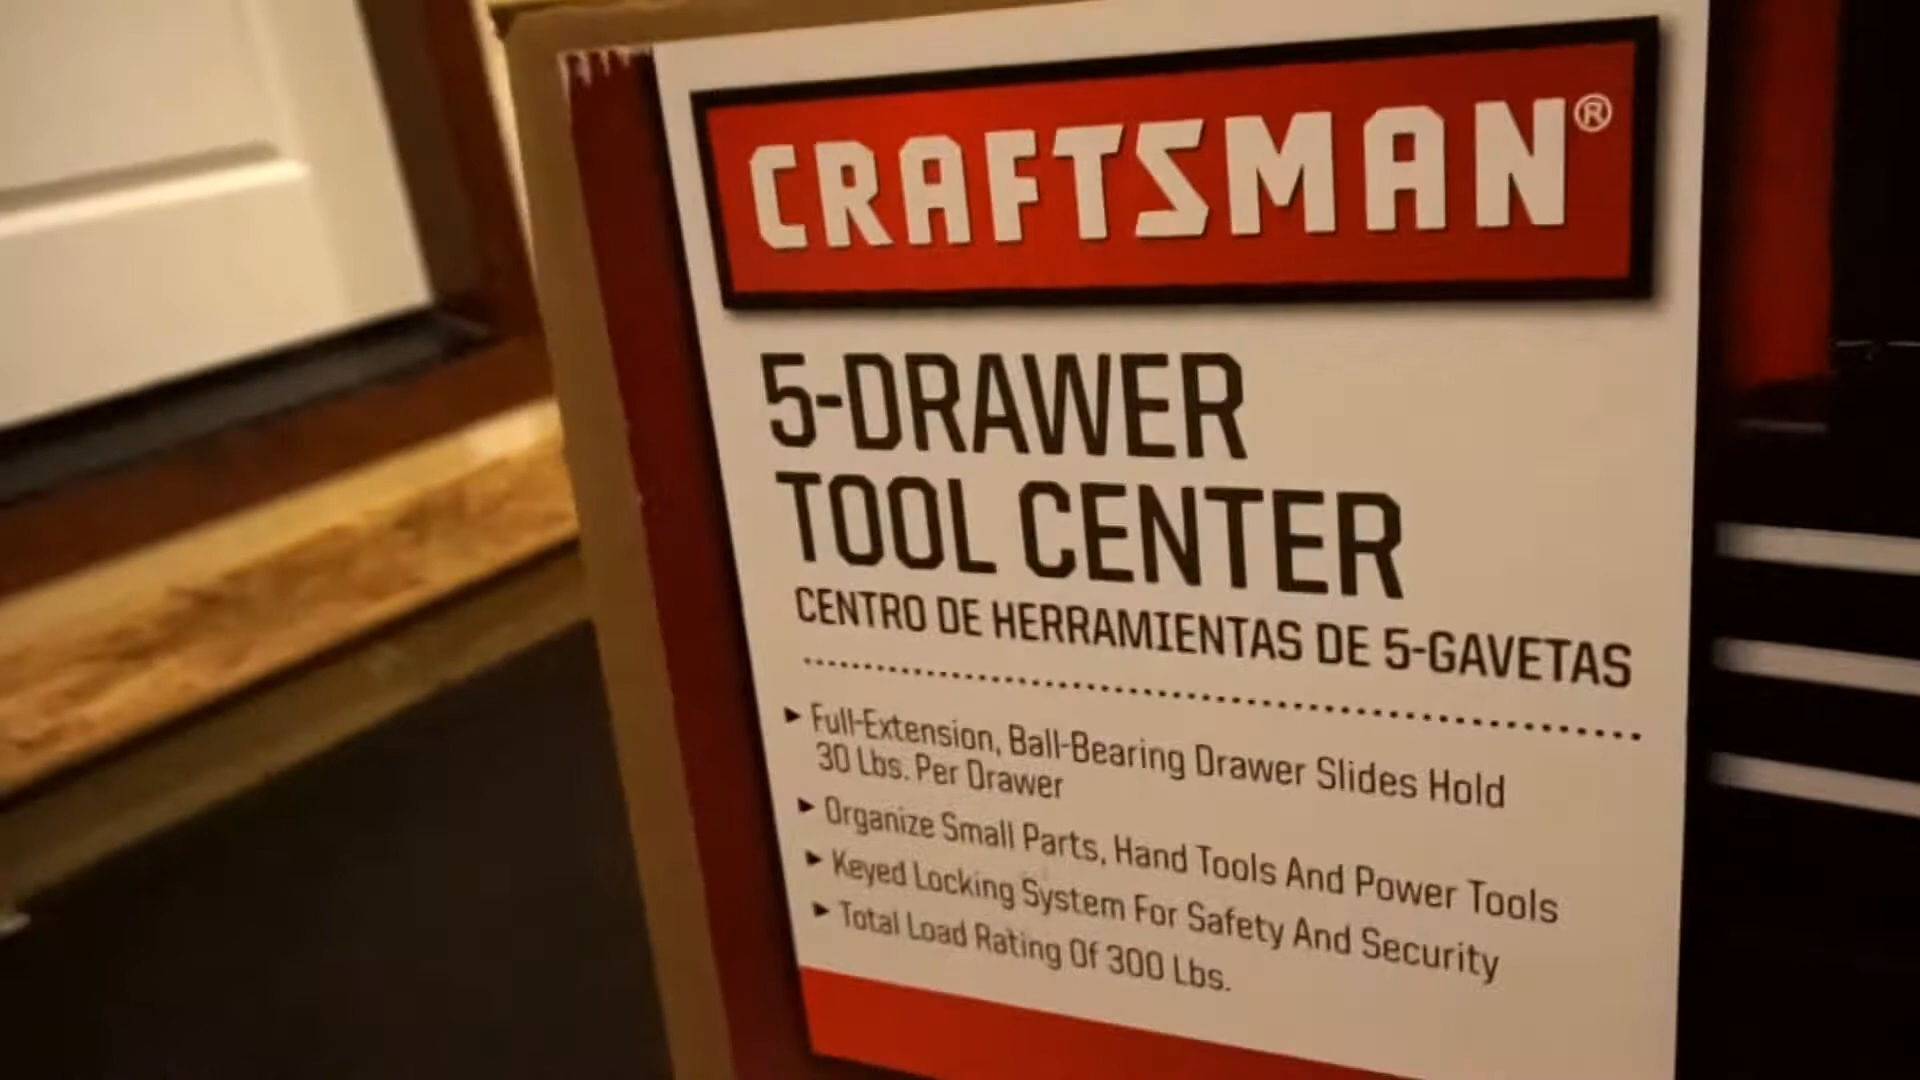 CRAFTSMAN®
5-DRAWER
TOOL CENTER
CENTRO DE HERRAMIENTAS DE 5-GAVETAS
▸ Full-Extension, Ball-Bearing Drawer Slides Hold
30 Lbs. Per Drawer
▸ Organize Small Parts, Hand Tools And Power Tools
▸ Keyed Locking System For Safety And Security
▸ Total Load Rating Of 300 Lbs.